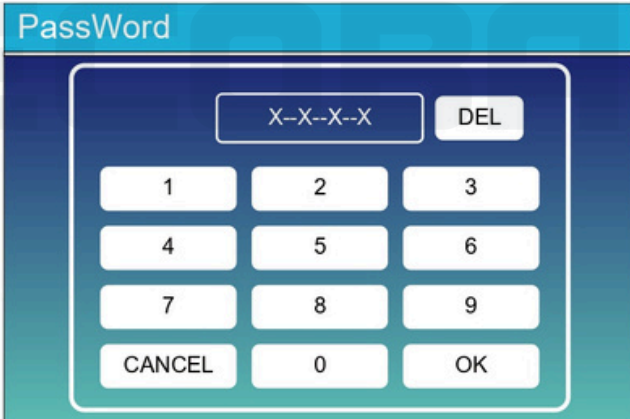 PassWord
X--X--X--X DEL
1 2 3
4 5 6
7 8 9
CANCEL 0 OK